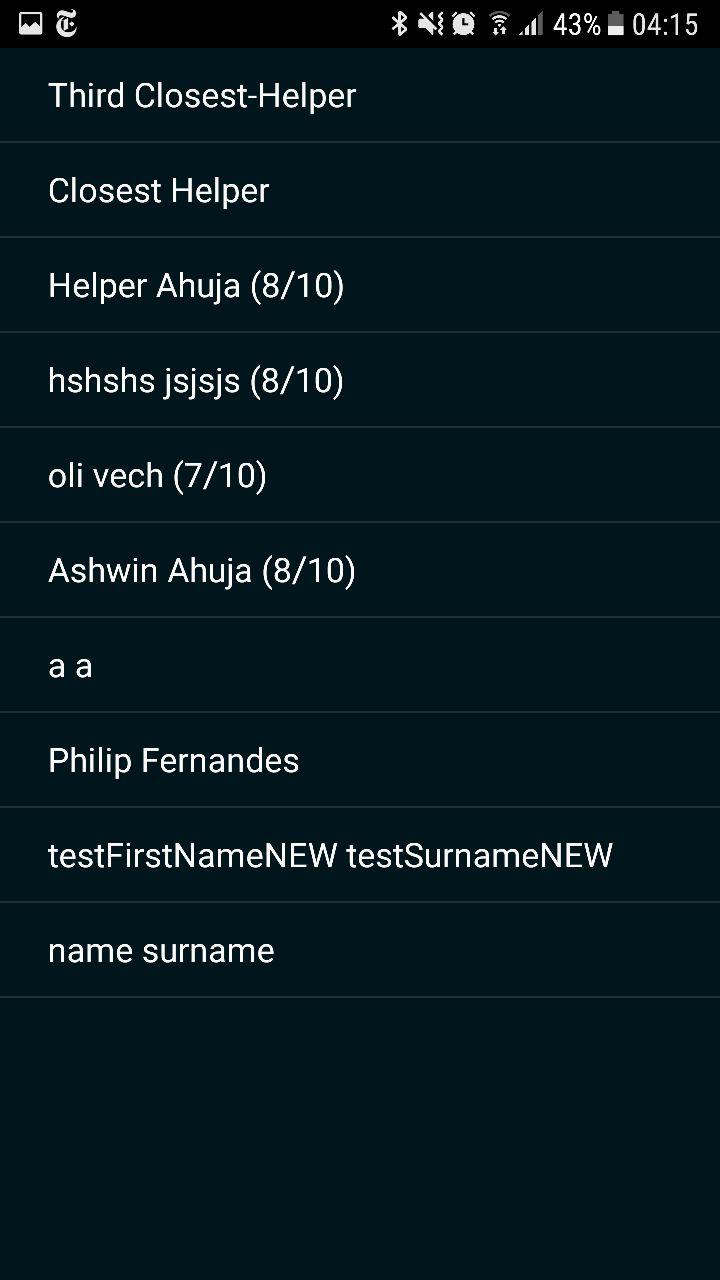 43% 04:15
Third Closest-Helper
Closest Helper
Helper Ahuja (8/10)
hshshs jsjsjs (8/10)
oli vech (7/10)
Ashwin Ahuja (8/10)
a a
Philip Fernandes
testFirstNameNEW testSurnameNEW
name surname